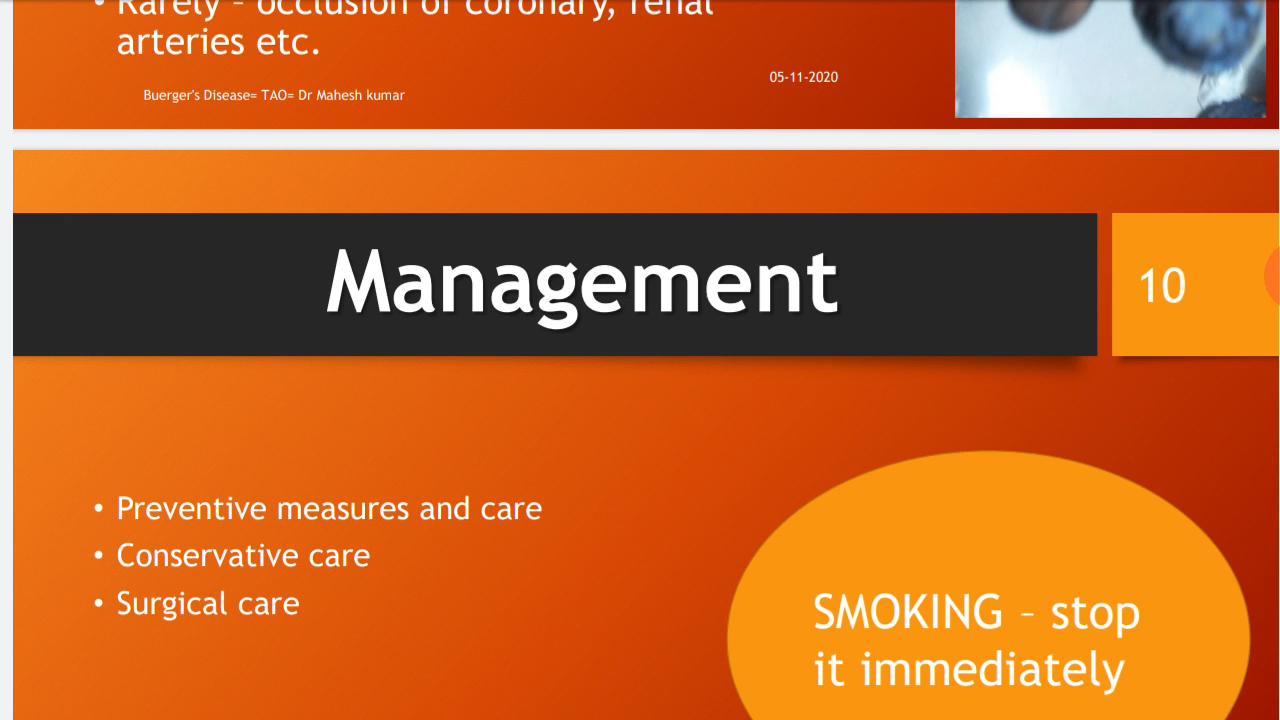 • Rarely – occlusion of coronary, renal
arteries etc.
05-11-2020
Buerger's Disease= TAO= Dr Mahesh kumar
Management
10
• Preventive measures and care
• Conservative care
• Surgical care
SMOKING – stop
it immediately